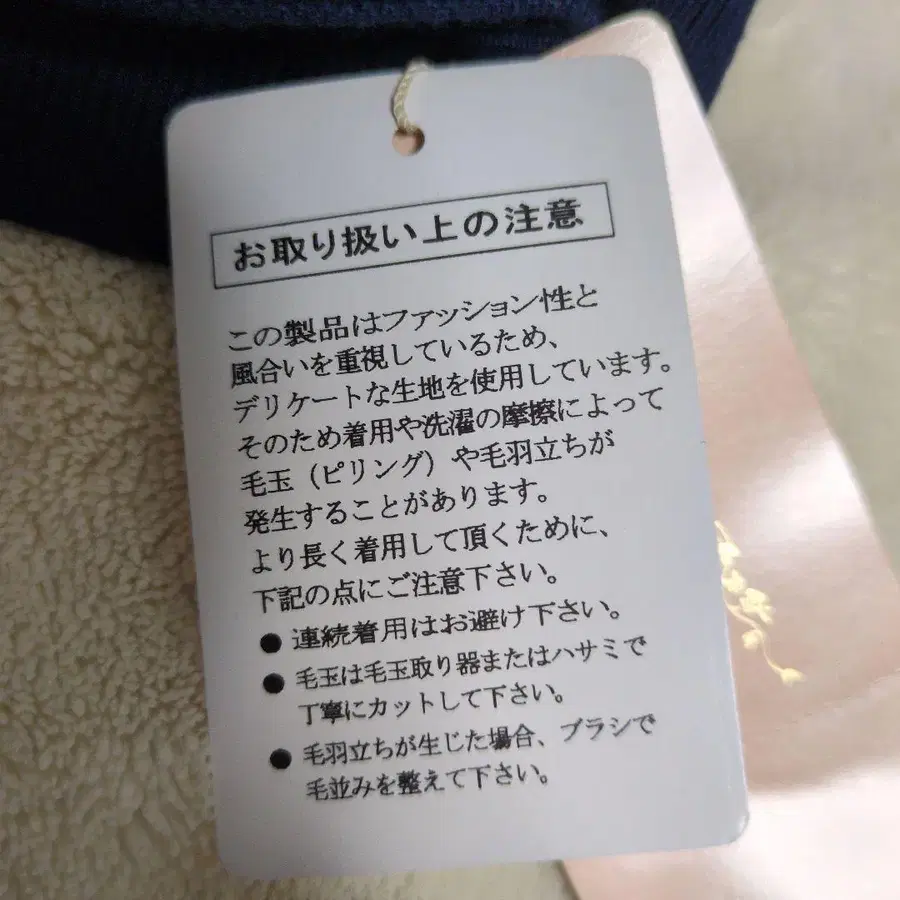 お取り扱い上の注意
この製品はファッション性と
風合いを重視しているため、
デリケートな生地を使用しています。
そのため着用や洗濯の摩擦によって
毛玉（ピリング）や毛羽立ちが
発生することがあります。
より長く着用して頂くために、
下記の点にご注意下さい。
●連続着用はお避け下さい。
●毛玉は毛玉取り器またはハサミで
丁寧にカットして下さい。
●毛羽立ちが生じた場合、ブラシで
毛並みを整えて下さい。